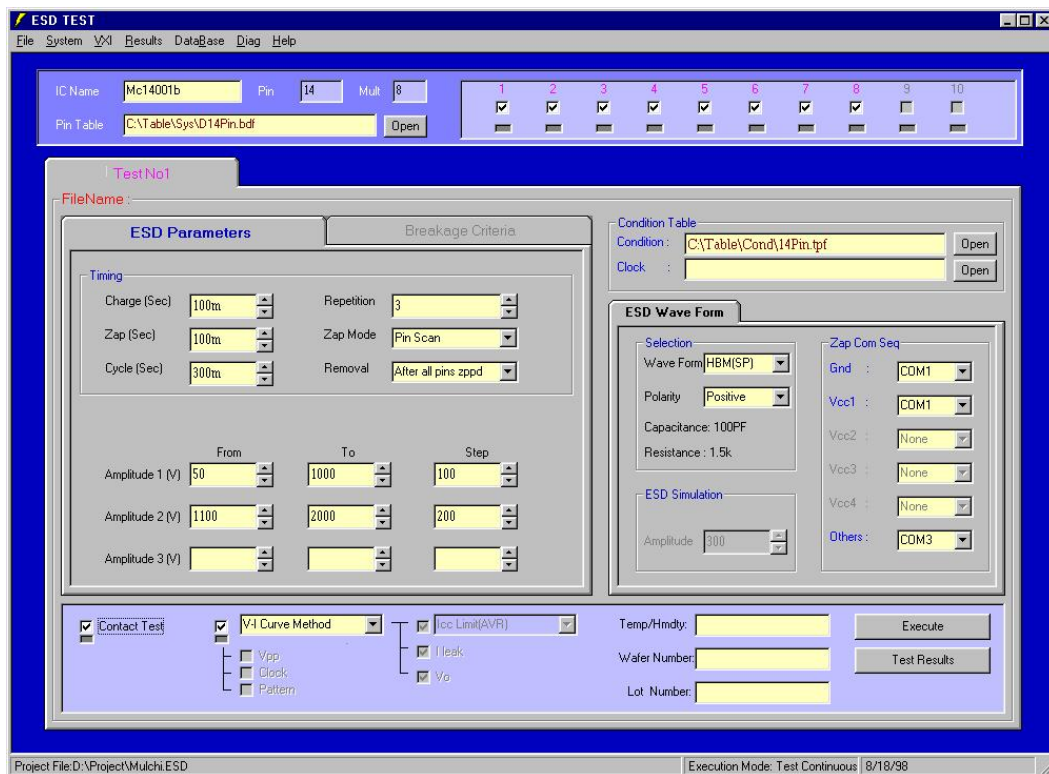 ESD TEST
File System VXI Results DataBase Diag Help
IC Name Mc14001b Pin 14 Mult 8 1 2 3 4 5 6 7 8 9 10
Pin Table C:\Table\Sys\D14Pin.bdf Open
Test No1
FileName :
ESD Parameters Breakage Criteria
Condition Table
Condition : C:\Table\Cond\14Pin.tpf Open
Clock : Open
Timing
Charge (Sec) 100m Repetition 3
Zap (Sec) 100m Zap Mode Pin Scan
Cycle (Sec) 300m Removal After all pins zppd
From To Step
Amplitude 1 (V) 50 1000 100
Amplitude 2 (V) 1100 2000 200
Amplitude 3 (V)
ESD Wave Form
Selection
Wave Form HBM(SP)
Polarity Positive
Capacitance: 100PF
Resistance : 1.5k
ESD Simulation
Amplitude 300
Zap Com Seq
Gnd : COM1
Vcc1 : COM1
Vcc2 : None
Vcc3 : None
Vcc4 : None
Others : COM3
Contact Test V-I Curve Method Icc Limit(AVR)
Vpp I leak
Clock Vo
Pattern
Temp/Hmdty:
Wafer Number:
Lot Number:
Execute
Test Results
Project File:D:\Project\Mulchi.ESD Execution Mode: Test Continuous 8/18/98